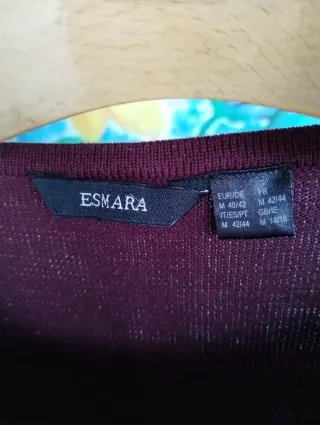 ESMARA
EUR/DE FR
M 40/42 M 42/44
IT/ES/PT GB/IE
M 42/44 M 14/16